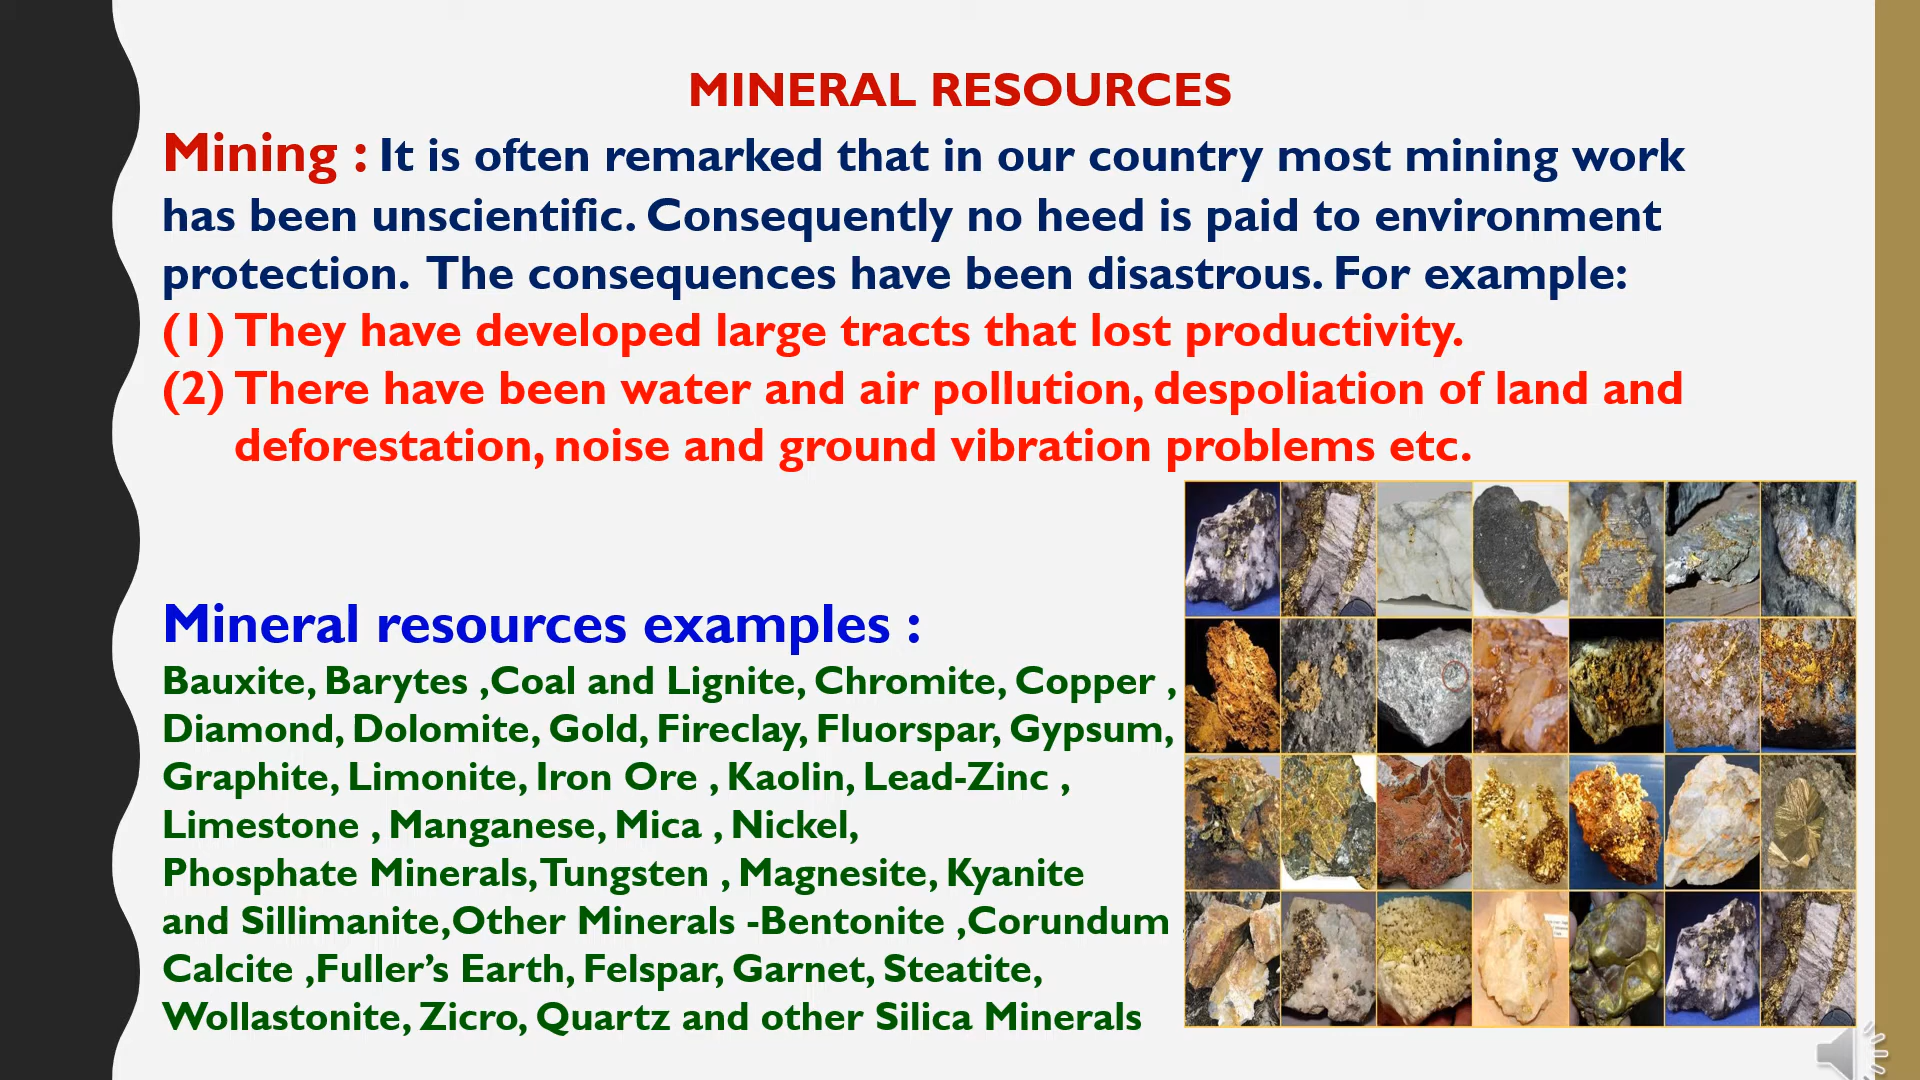 MINERAL RESOURCES
Mining : It is often remarked that in our country most mining work
has been unscientific. Consequently no heed is paid to environment
protection.  The consequences have been disastrous. For example:
(1) They have developed large tracts that lost productivity.
(2) There have been water and air pollution, despoliation of land and
deforestation, noise and ground vibration problems etc.
Mineral resources examples :
Bauxite, Barytes ,Coal and Lignite, Chromite, Copper ,
Diamond, Dolomite, Gold, Fireclay, Fluorspar, Gypsum,
Graphite, Limonite, Iron Ore , Kaolin, Lead-Zinc ,
Limestone , Manganese, Mica , Nickel,
Phosphate Minerals, Tungsten , Magnesite, Kyanite
and Sillimanite,Other Minerals -Bentonite ,Corundum ,
Calcite ,Fuller’s Earth, Felspar, Garnet, Steatite,
Wollastonite, Zicro, Quartz and other Silica Minerals